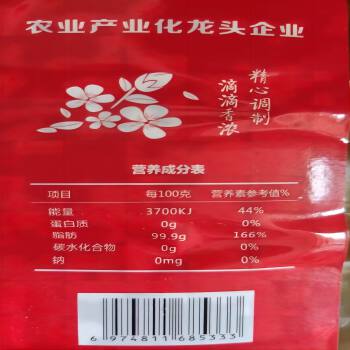 农业产业化龙头企业
精心调制
滴滴香浓
营养成分表
项目 每100克 营养素参考值%
能量 3700KJ 44%
蛋白质 0g 0%
脂肪 99.9g 166%
碳水化合物 0g 0%
钠 0mg 0%
6 974811 685333